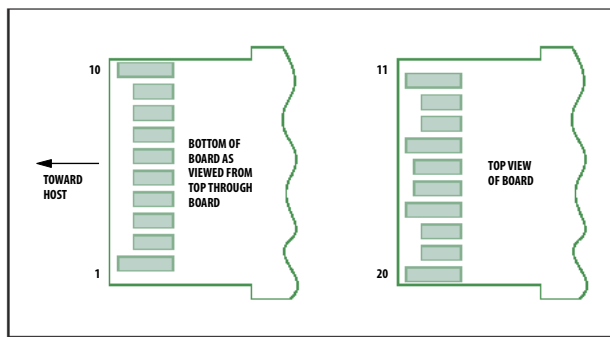 10
BOTTOM OF
BOARD AS
VIEWED FROM
TOP THROUGH
BOARD
TOWARD
HOST
1
11
TOP VIEW
OF BOARD
20